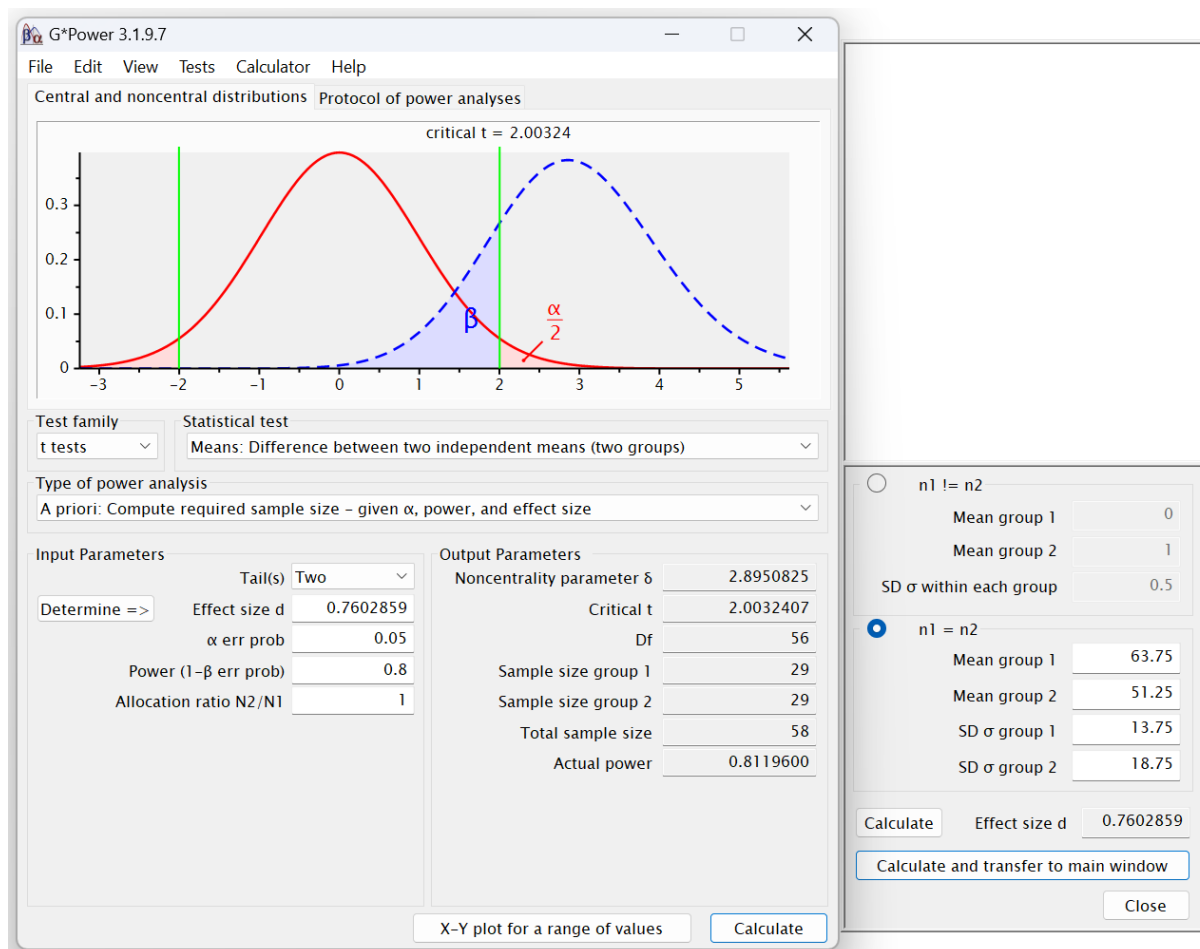 G*Power 3.1.9.7
File Edit View Tests Calculator Help
Central and noncentral distributions Protocol of power analyses
critical t = 2.00324
0.3
0.2
0.1
0
β
α
2
−3 −2 −1 0 1 2 3 4 5
Test family Statistical test
t tests Means: Difference between two independent means (two groups)
Type of power analysis
A priori: Compute required sample size – given α, power, and effect size
Input Parameters
Tail(s) Two
Determine => Effect size d 0.7602859
α err prob 0.05
Power (1–β err prob) 0.8
Allocation ratio N2/N1 1
Output Parameters
Noncentrality parameter δ 2.8950825
Critical t 2.0032407
Df 56
Sample size group 1 29
Sample size group 2 29
Total sample size 58
Actual power 0.8119600
X–Y plot for a range of values Calculate
n1 != n2
Mean group 1 0
Mean group 2 1
SD σ within each group 0.5
n1 = n2
Mean group 1 63.75
Mean group 2 51.25
SD σ group 1 13.75
SD σ group 2 18.75
Calculate Effect size d 0.7602859
Calculate and transfer to main window
Close